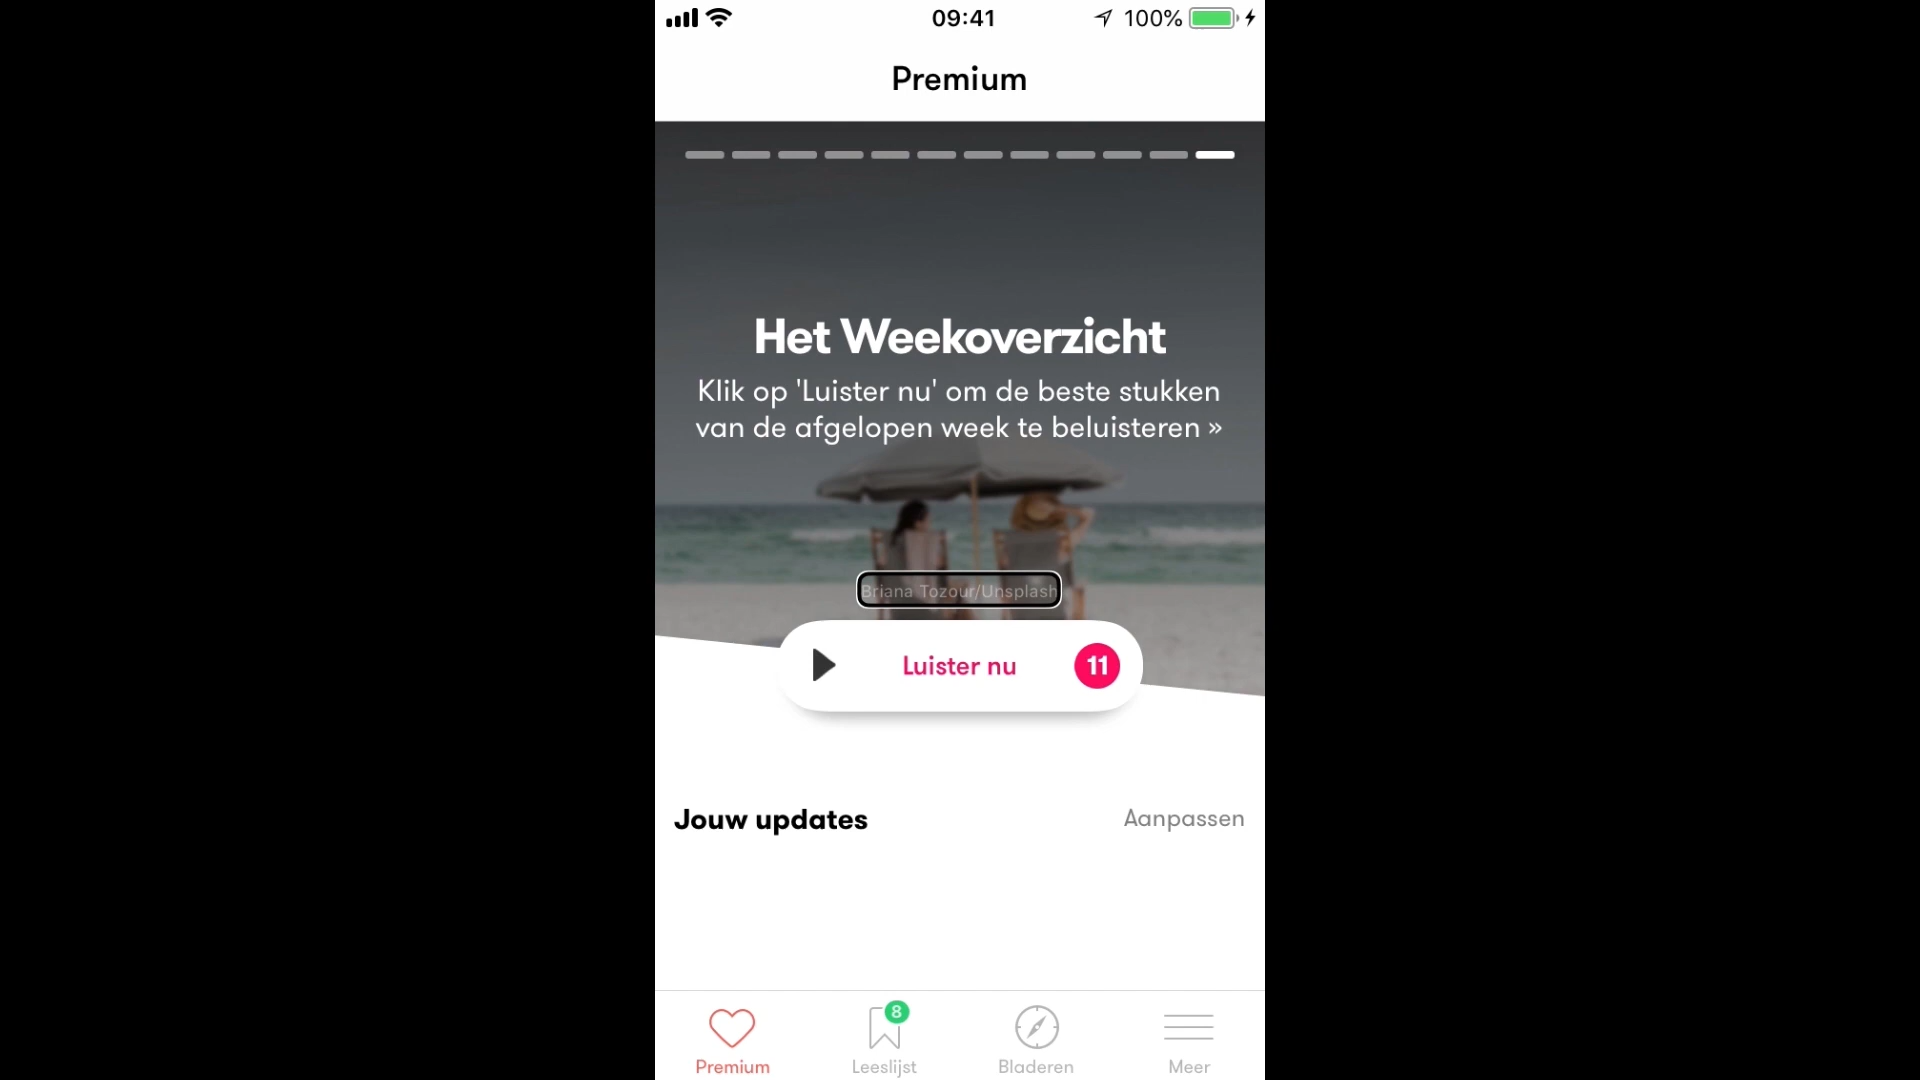 09:41
100%
Premium
Het Weekoverzicht
Klik op 'Luister nu' om de beste stukken
van de afgelopen week te beluisteren »
Briana Tozour/Unsplash
Luister nu
11
Jouw updates
Aanpassen
8
Premium
Leeslijst
Bladeren
Meer